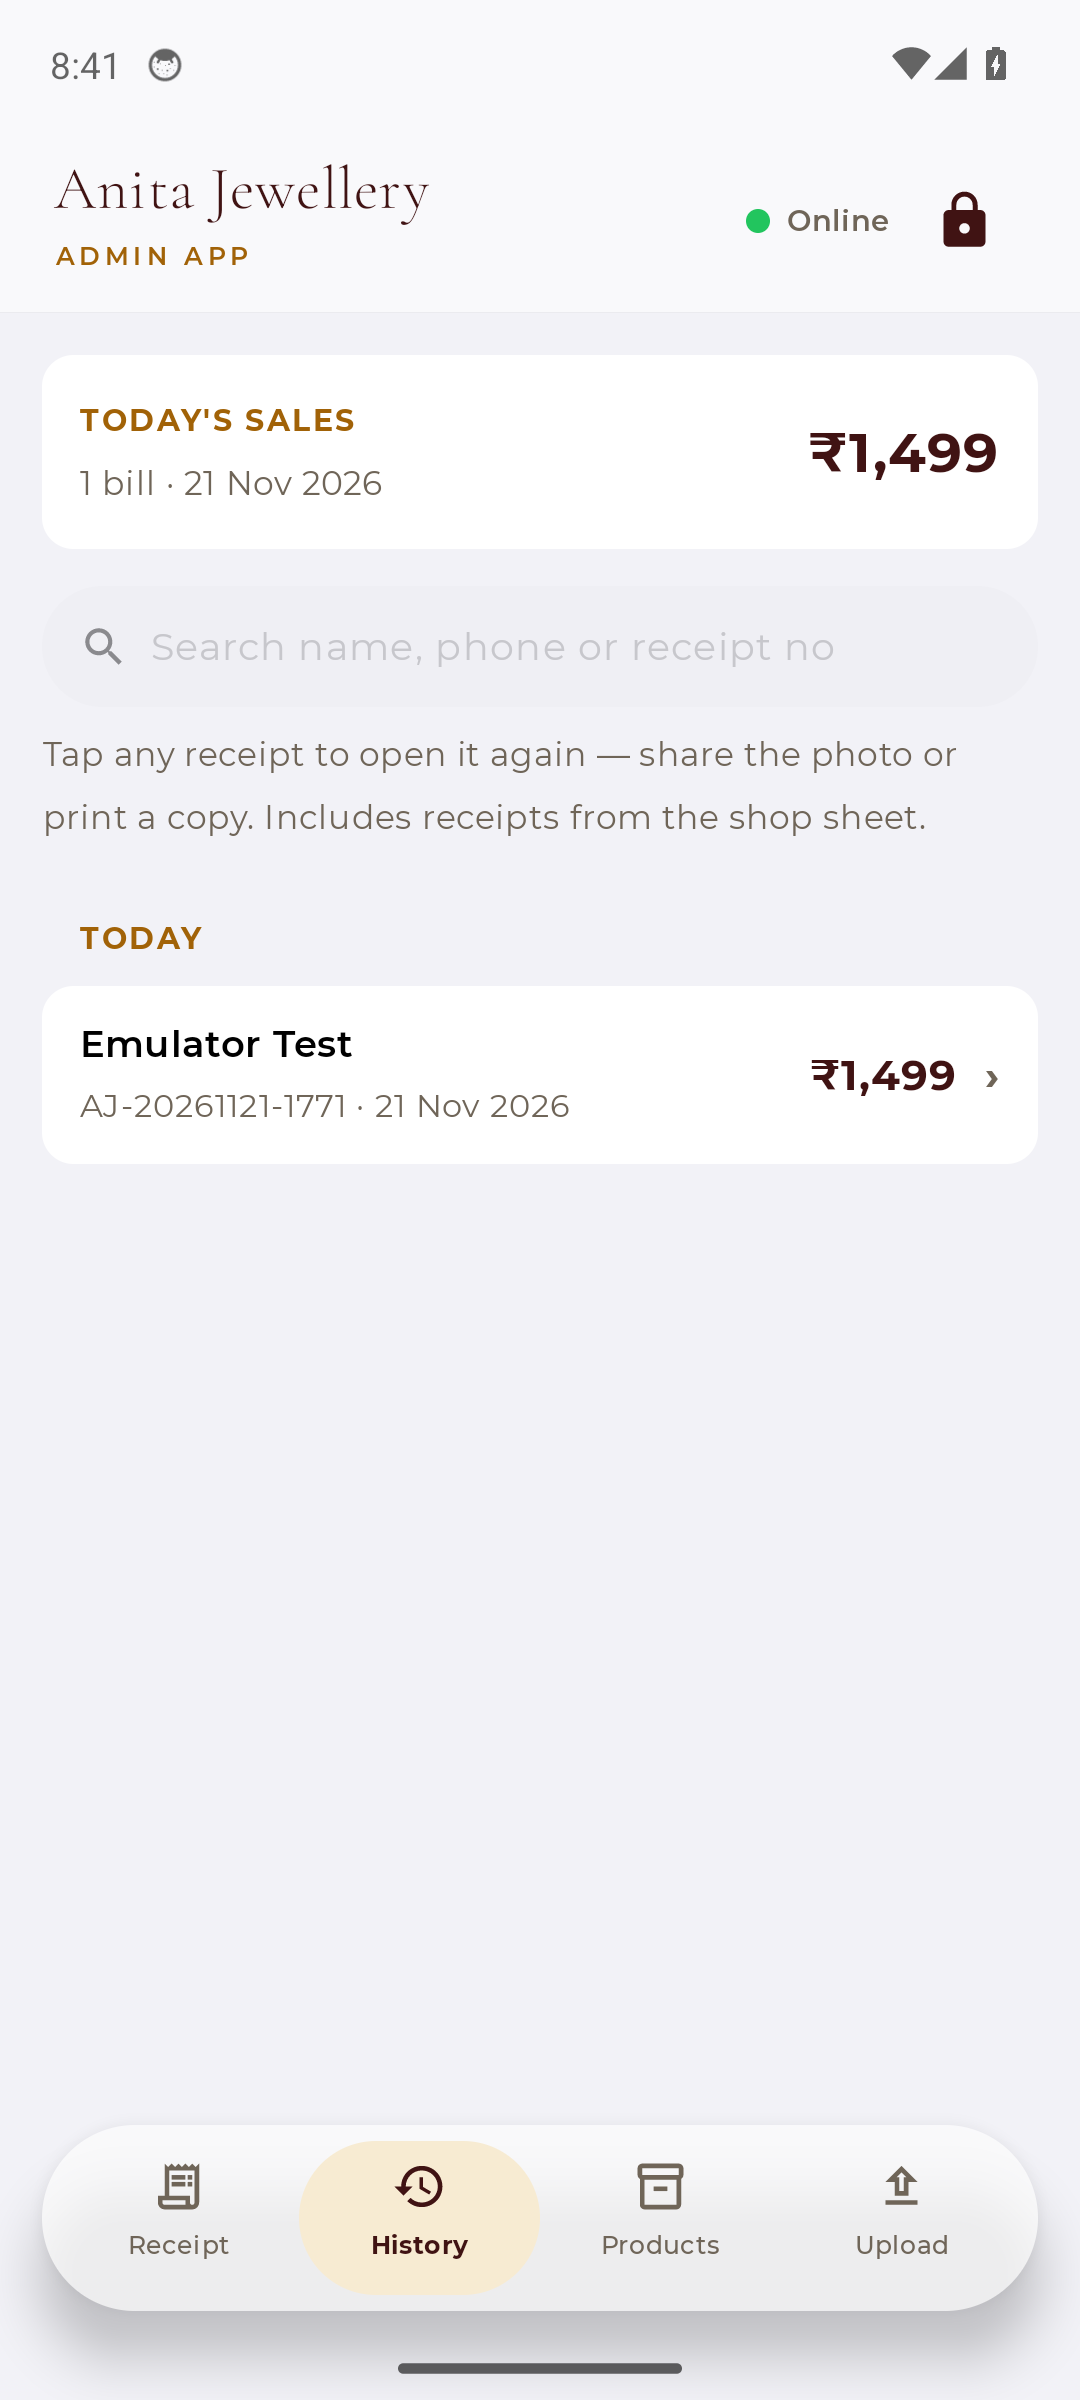 8:41
Anita Jewellery
ADMIN APP
Online
TODAY'S SALES
1 bill · 21 Nov 2026
₹1,499
Search name, phone or receipt no
Tap any receipt to open it again — share the photo or
print a copy. Includes receipts from the shop sheet.
TODAY
Emulator Test
AJ-20261121-1771 · 21 Nov 2026
₹1,499 ›
Receipt
History
Products
Upload